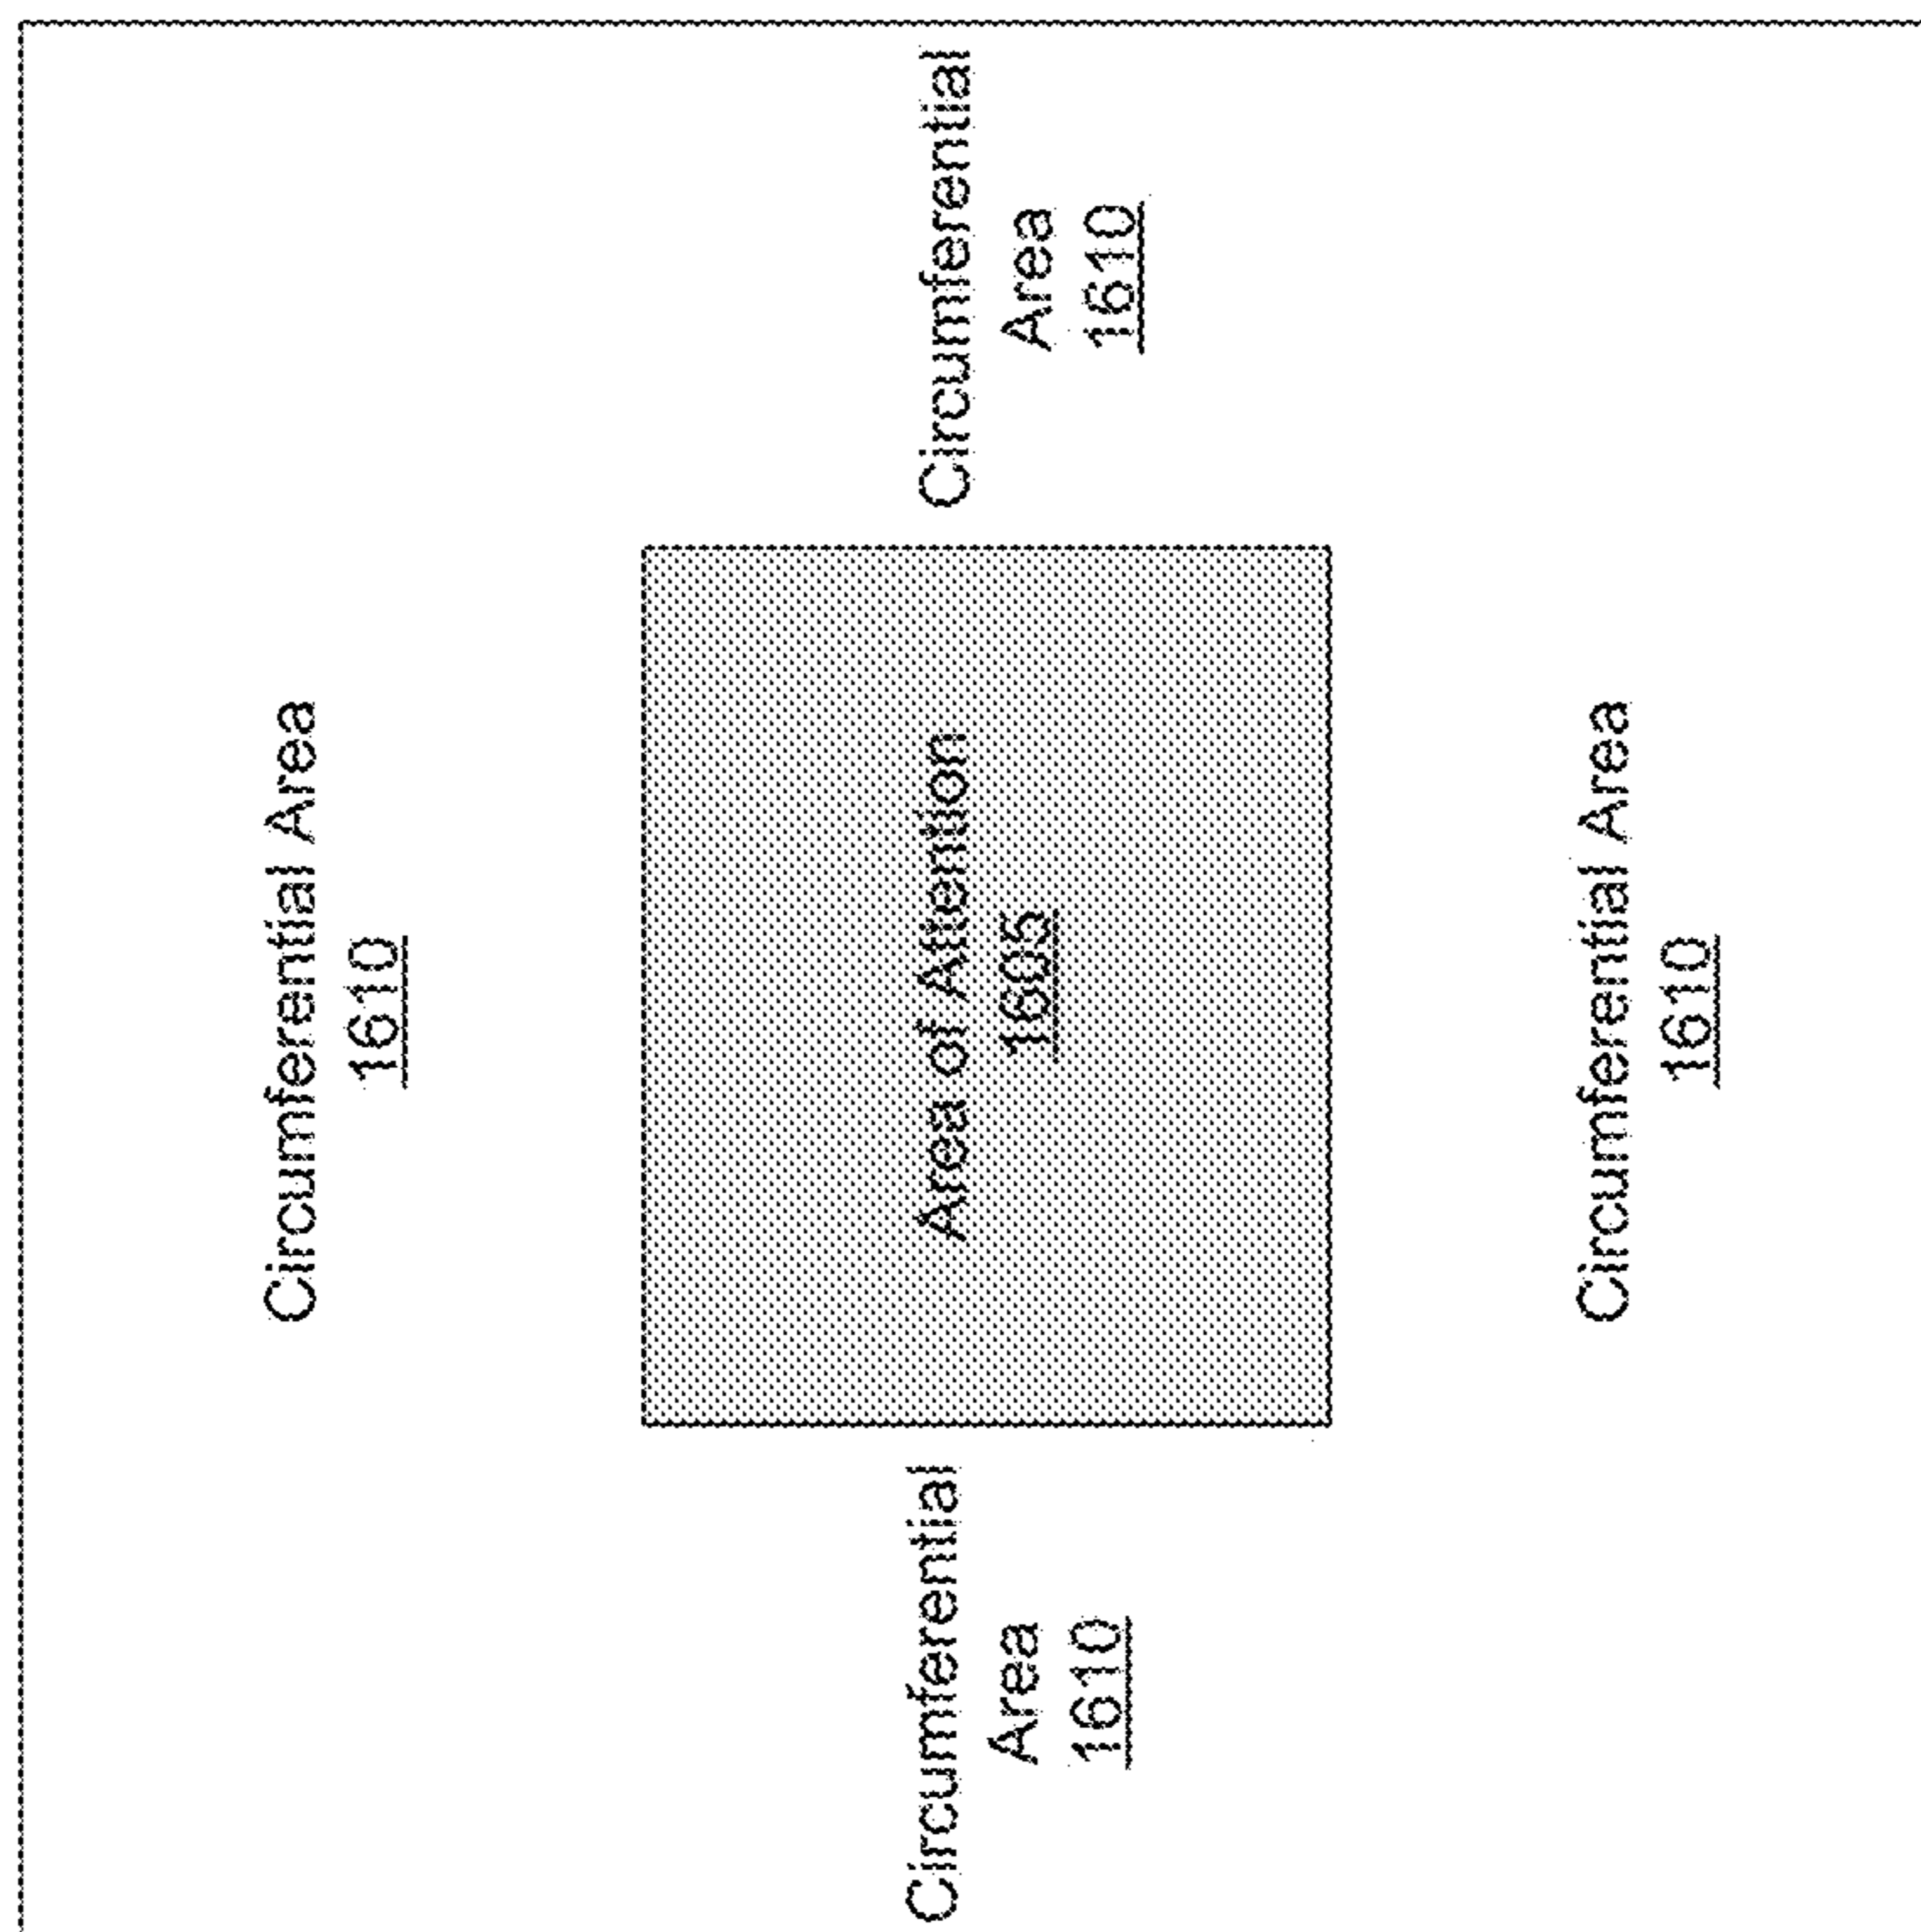 Circumferential Area
1610
Circumferential
Area
1610
Area of Attention
1605
Circumferential
Area
1610
Circumferential Area
1610